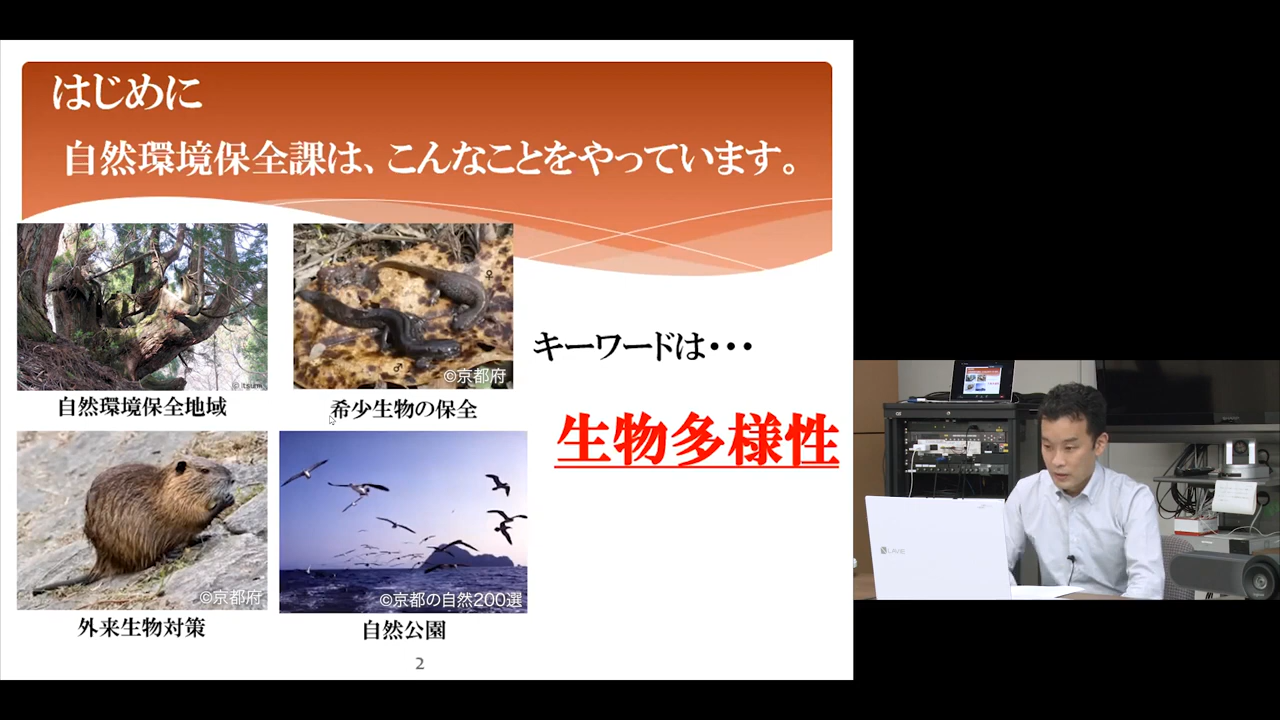 はじめに
自然環境保全課は、こんなことをやっています。
©itsumi
♀
♂
©京都府
自然環境保全地域
希少生物の保全
キーワードは・・・
生物多様性
©京都府
©京都の自然200選
外来生物対策
自然公園
2
LAVIE